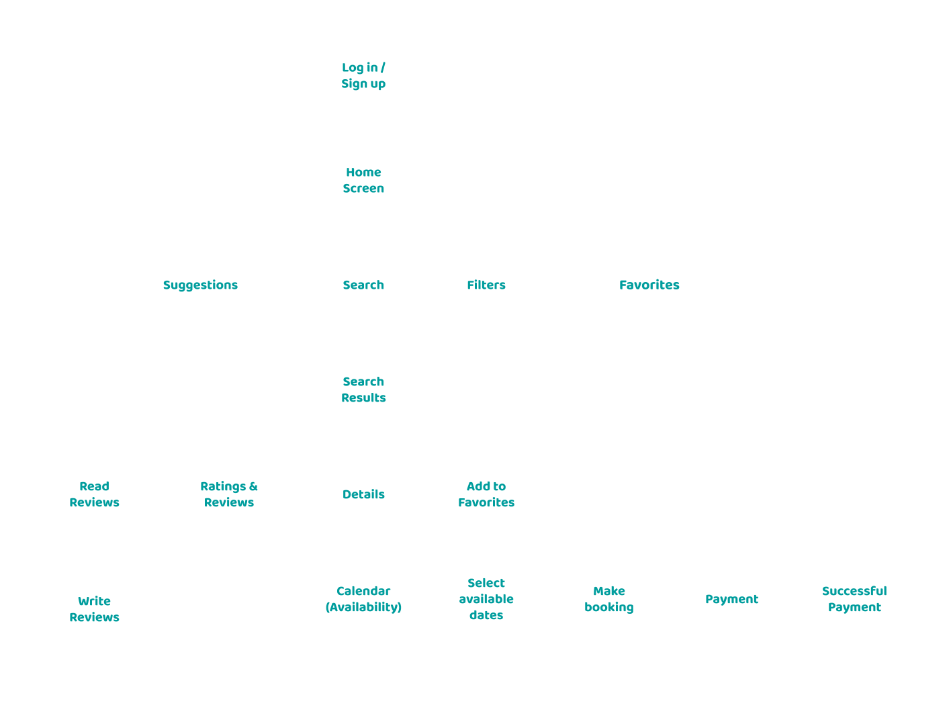 Log in /
Sign up
Home
Screen
Suggestions
Search
Filters
Favorites
Search
Results
Read
Reviews
Ratings &
Reviews
Details
Add to
Favorites
Write
Reviews
Calendar
(Availability)
Select
available
dates
Make
booking
Payment
Successful
Payment